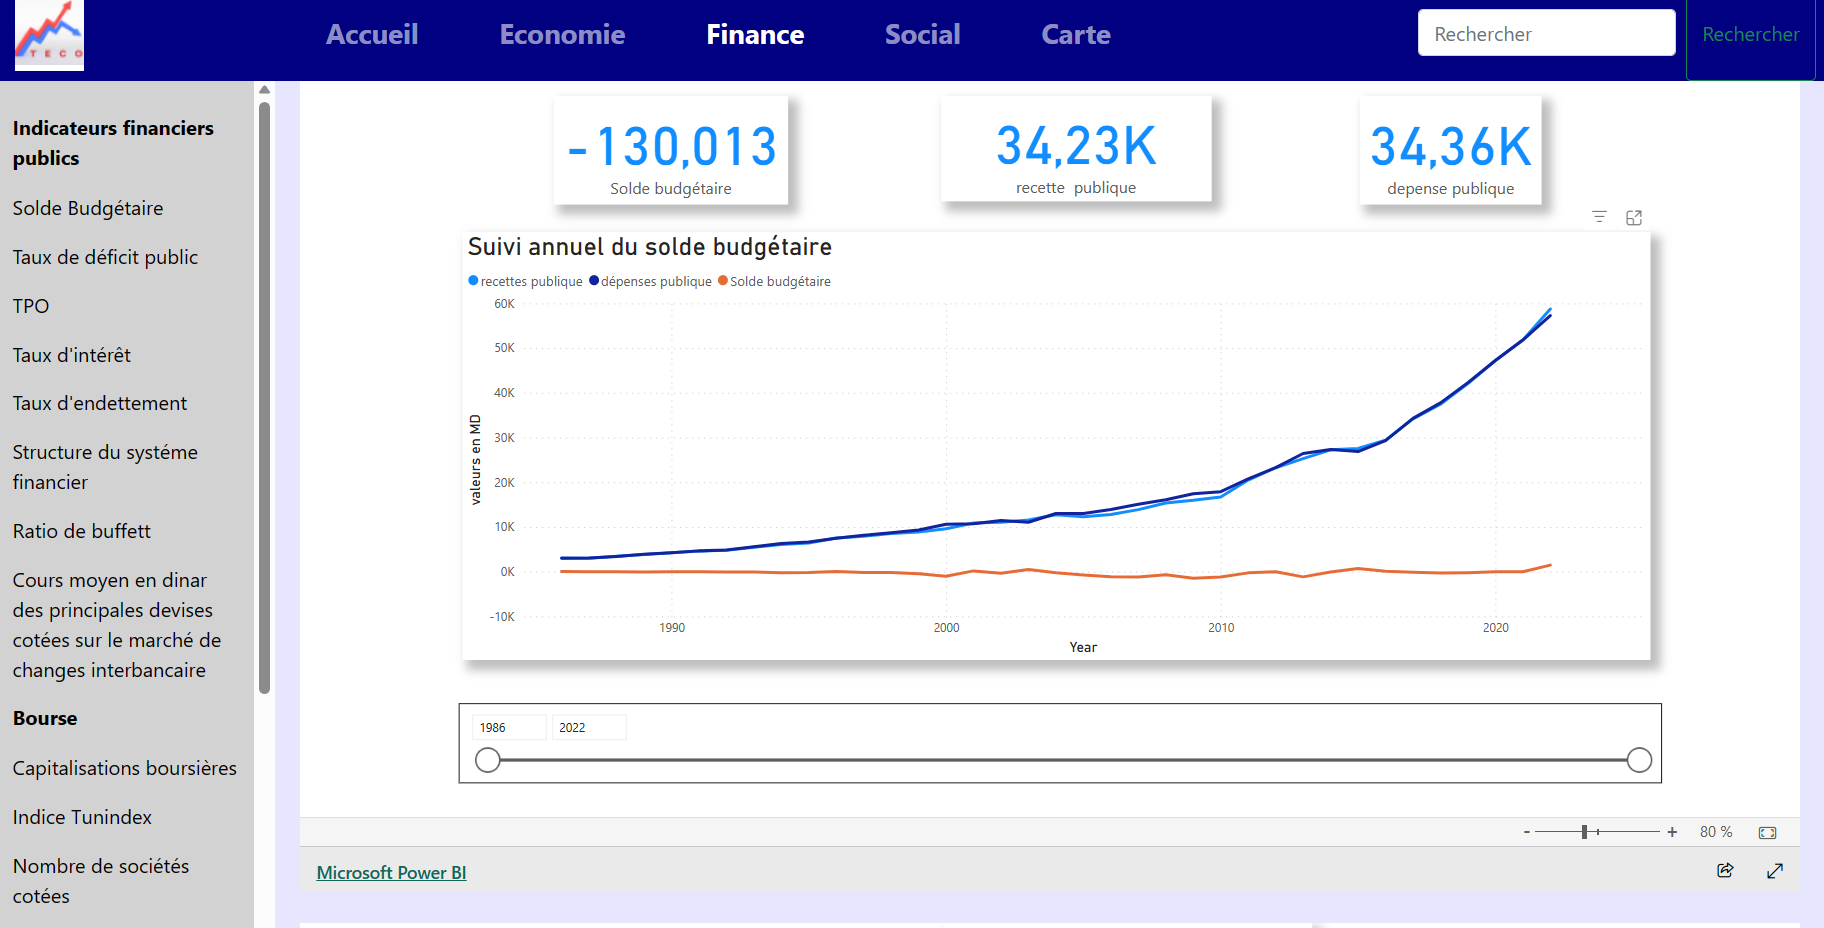 TECO
Accueil
Economie
Finance
Social
Carte
Rechercher
Rechercher
Indicateurs financiers
publics
Solde Budgétaire
Taux de déficit public
TPO
Taux d'intérêt
Taux d'endettement
Structure du systéme
financier
Ratio de buffett
Cours moyen en dinar
des principales devises
cotées sur le marché de
changes interbancaire
Bourse
Capitalisations boursières
Indice Tunindex
Nombre de sociétés
cotées
-130,013
Solde budgétaire
34,23K
recette publique
34,36K
depense publique
Suivi annuel du solde budgétaire
recettes publique
dépenses publique
Solde budgétaire
60K
50K
40K
30K
20K
10K
0K
-10K
valeurs en MD
1990
2000
2010
2020
Year
1986
2022
- + 80 %
Microsoft Power BI